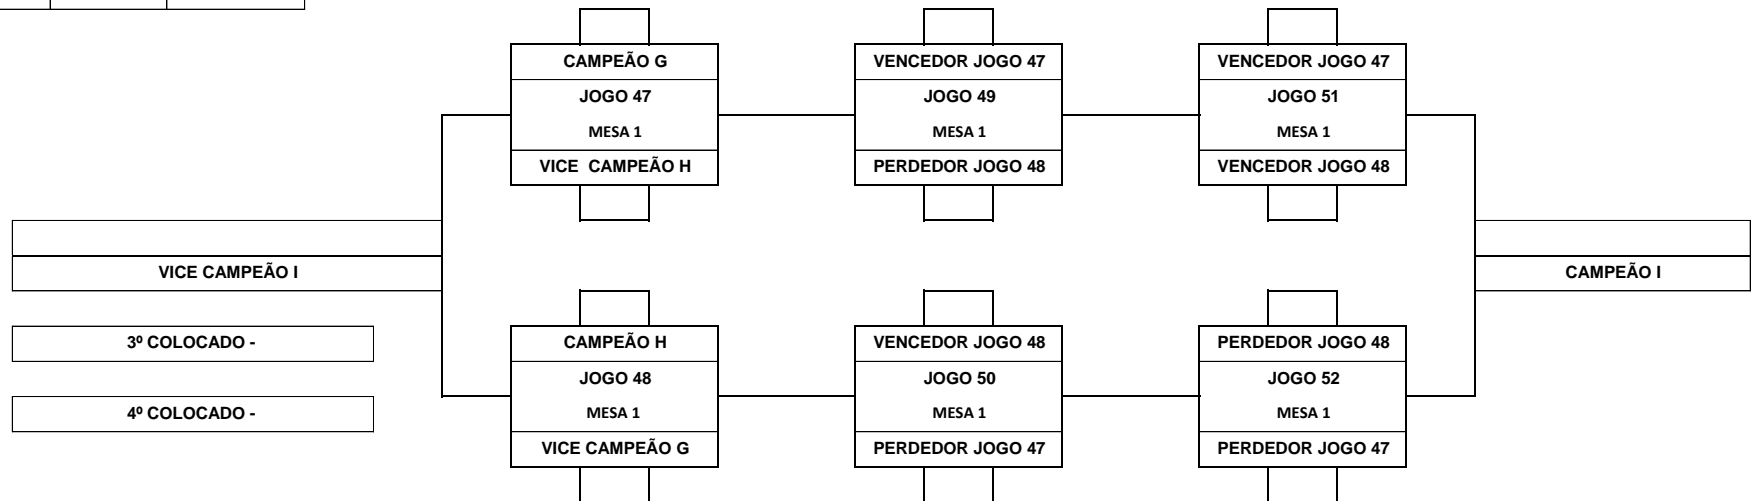 CAMPEÃO G
JOGO 47
MESA 1
VICE  CAMPEÃO H
VENCEDOR JOGO 47
JOGO 49
MESA 1
PERDEDOR JOGO 48
VENCEDOR JOGO 47
JOGO 51
MESA 1
VENCEDOR JOGO 48
VICE CAMPEÃO I
CAMPEÃO I
3º COLOCADO -
4º COLOCADO -
CAMPEÃO H
JOGO 48
MESA 1
VICE CAMPEÃO G
VENCEDOR JOGO 48
JOGO 50
MESA 1
PERDEDOR JOGO 47
PERDEDOR JOGO 48
JOGO 52
MESA 1
PERDEDOR JOGO 47